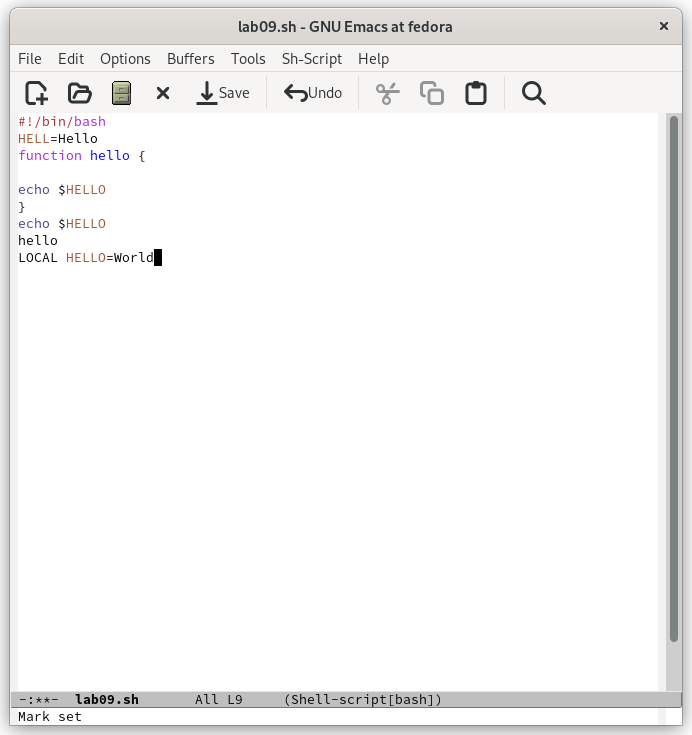 lab09.sh - GNU Emacs at fedora
File Edit Options Buffers Tools Sh-Script Help
Save Undo
#!/bin/bash
HELL=Hello
function hello {
echo $HELLO
}
echo $HELLO
hello
LOCAL HELLO=World
-:**- lab09.sh All L9 (Shell-script[bash])
Mark set